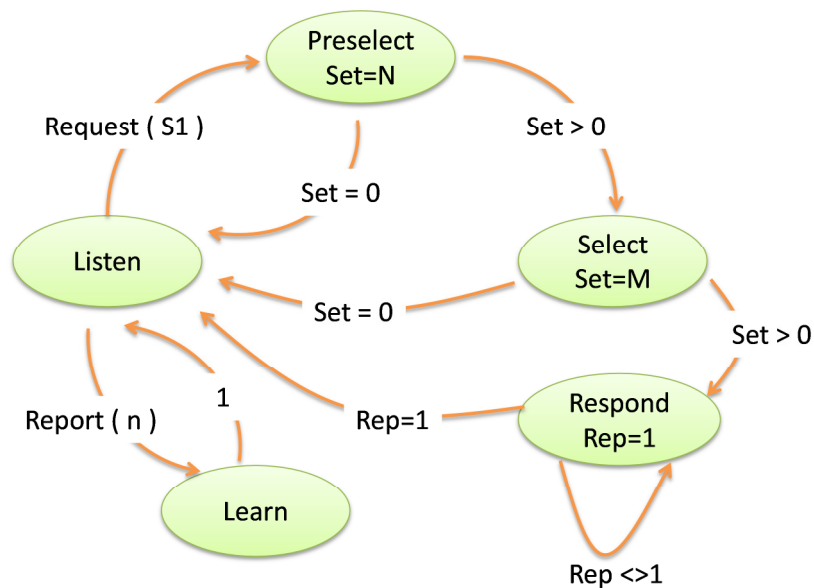 Preselect
Set=N
Request ( S1 )
Set > 0
Set = 0
Listen
Select
Set=M
Set = 0
Set > 0
Rep=1
Respond
Rep=1
1
Report ( n )
Learn
Rep <>1